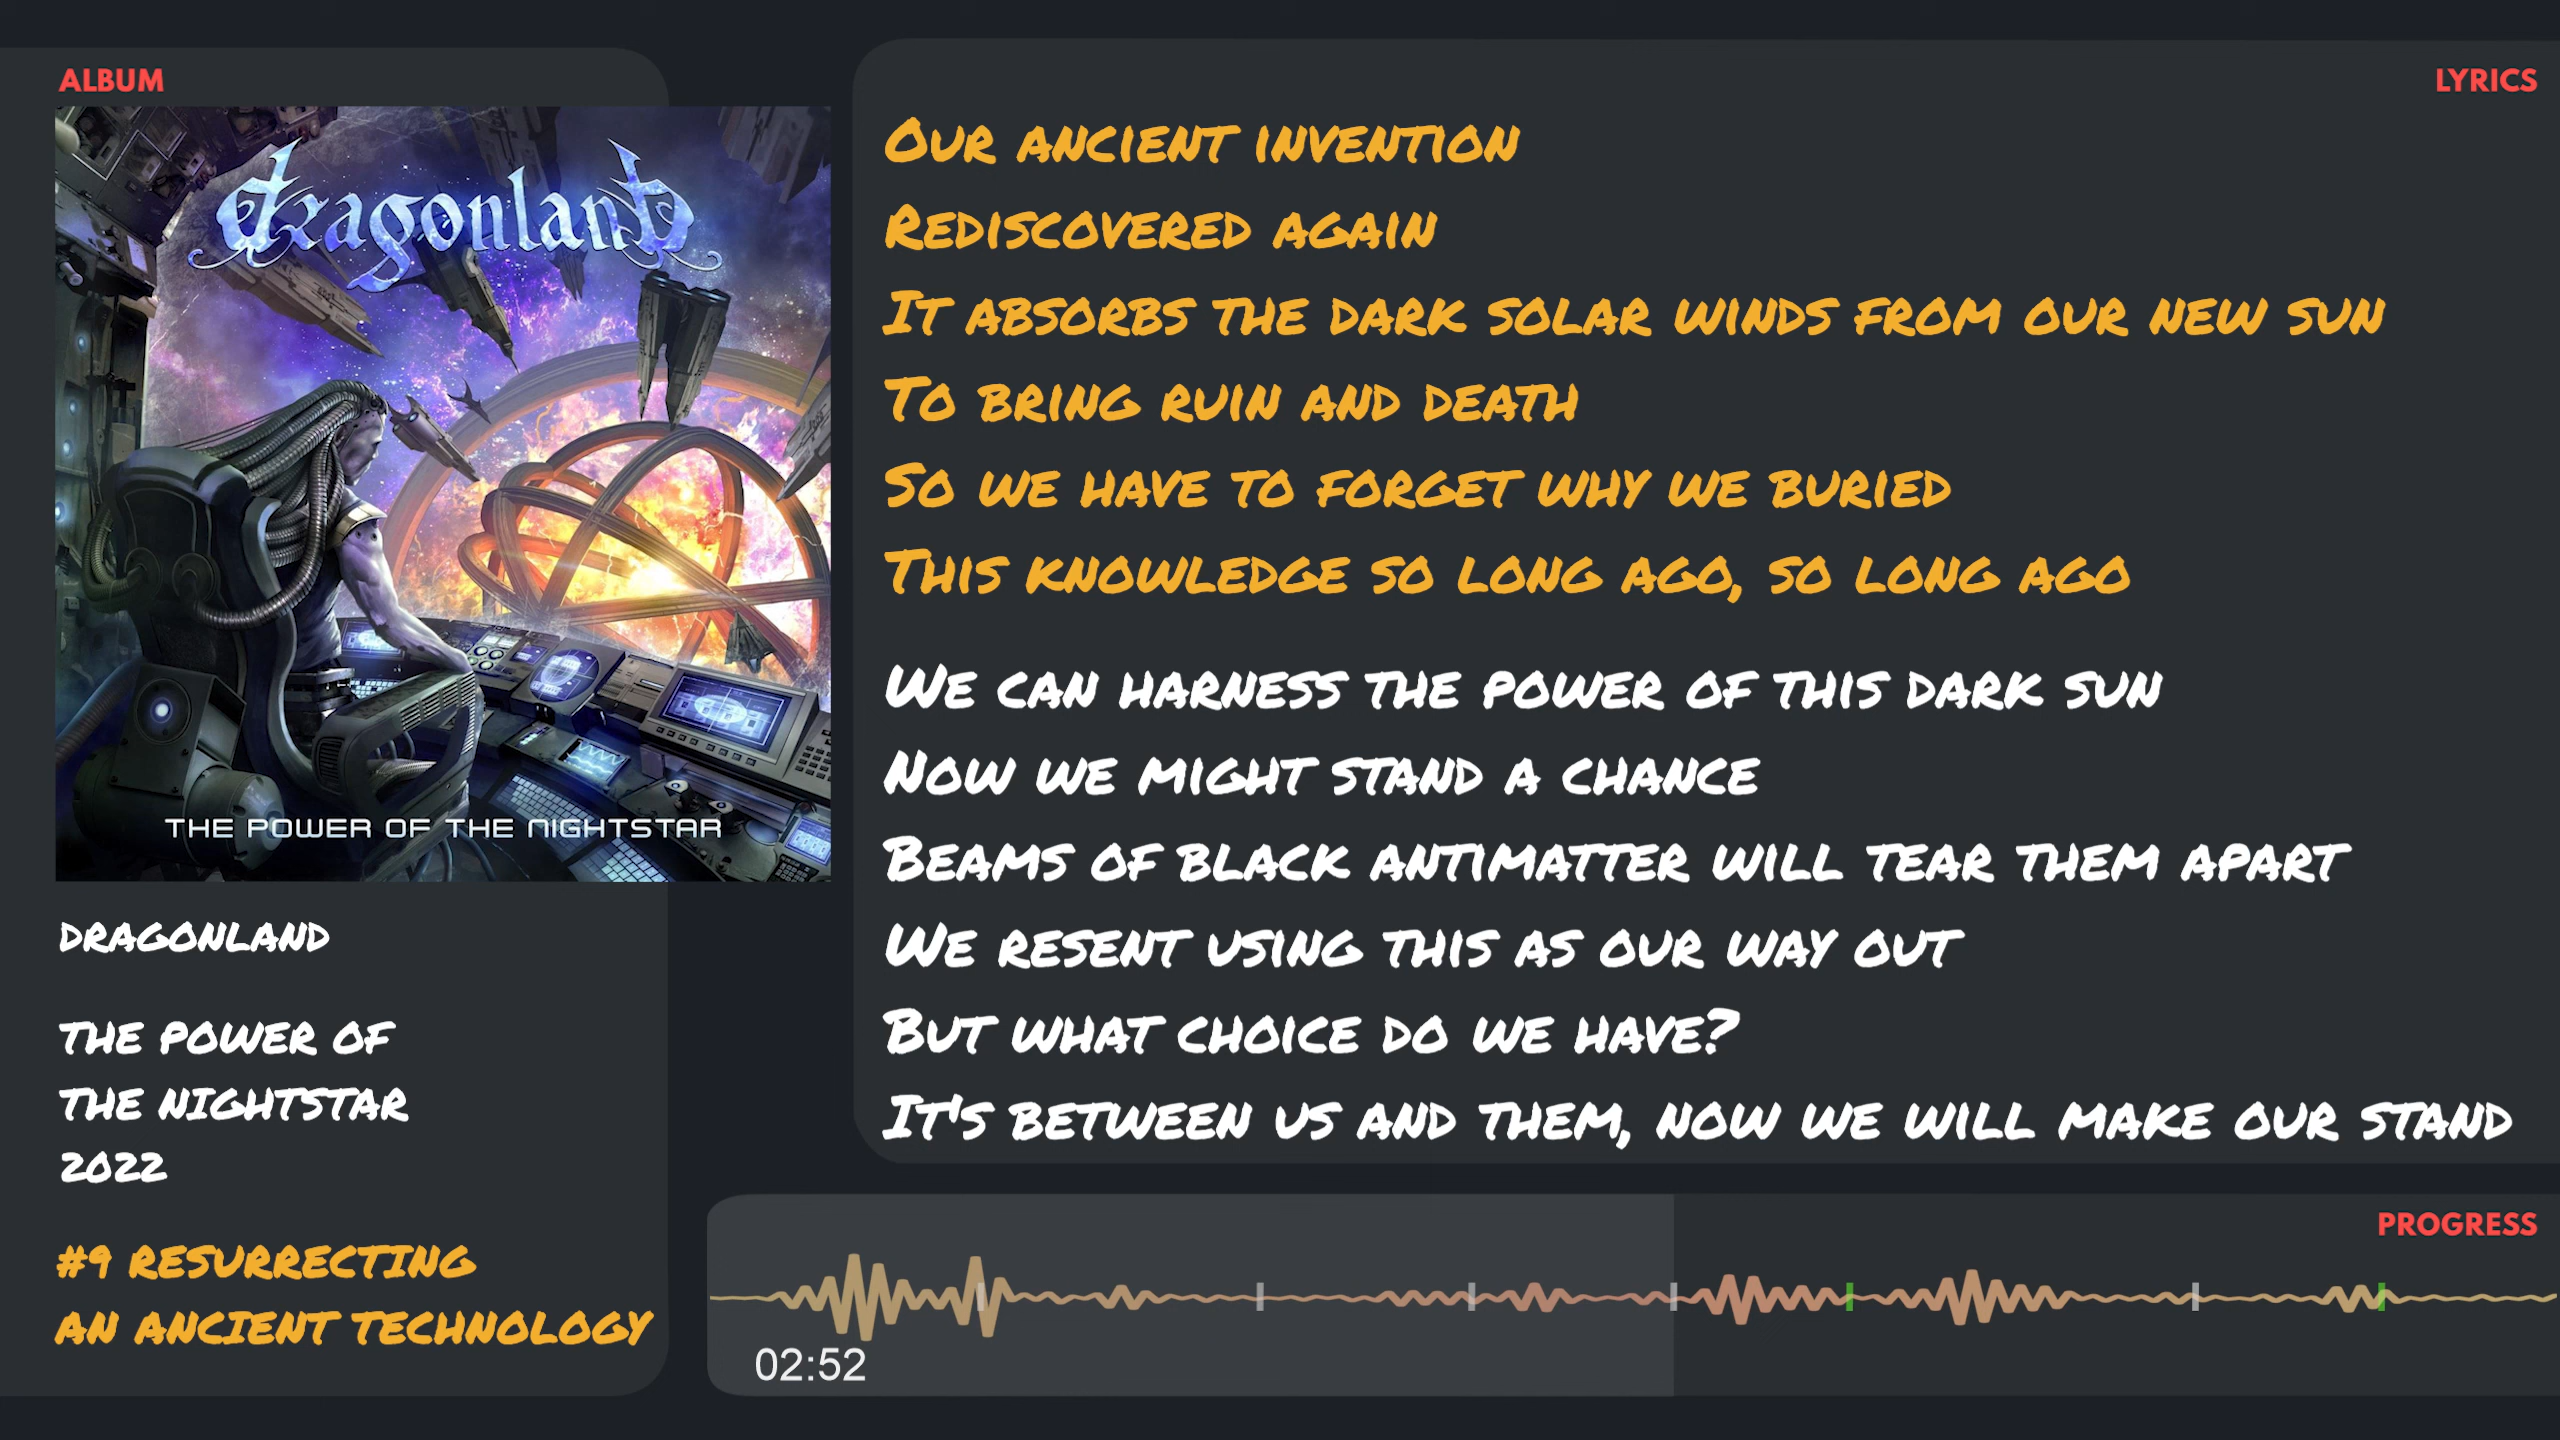 ALBUM
dragonland
THE POWER OF THE NIGHTSTAR
DRAGONLAND
THE POWER OF
THE NIGHTSTAR
2022
#9 RESURRECTING
AN ANCIENT TECHNOLOGY
LYRICS
OUR ANCIENT INVENTION
REDISCOVERED AGAIN
IT ABSORBS THE DARK SOLAR WINDS FROM OUR NEW SUN
TO BRING RUIN AND DEATH
SO WE HAVE TO FORGET WHY WE BURIED
THIS KNOWLEDGE SO LONG AGO, SO LONG AGO
WE CAN HARNESS THE POWER OF THIS DARK SUN
NOW WE MIGHT STAND A CHANCE
BEAMS OF BLACK ANTIMATTER WILL TEAR THEM APART
WE RESENT USING THIS AS OUR WAY OUT
BUT WHAT CHOICE DO WE HAVE?
IT'S BETWEEN US AND THEM, NOW WE WILL MAKE OUR STAND
PROGRESS
02:52